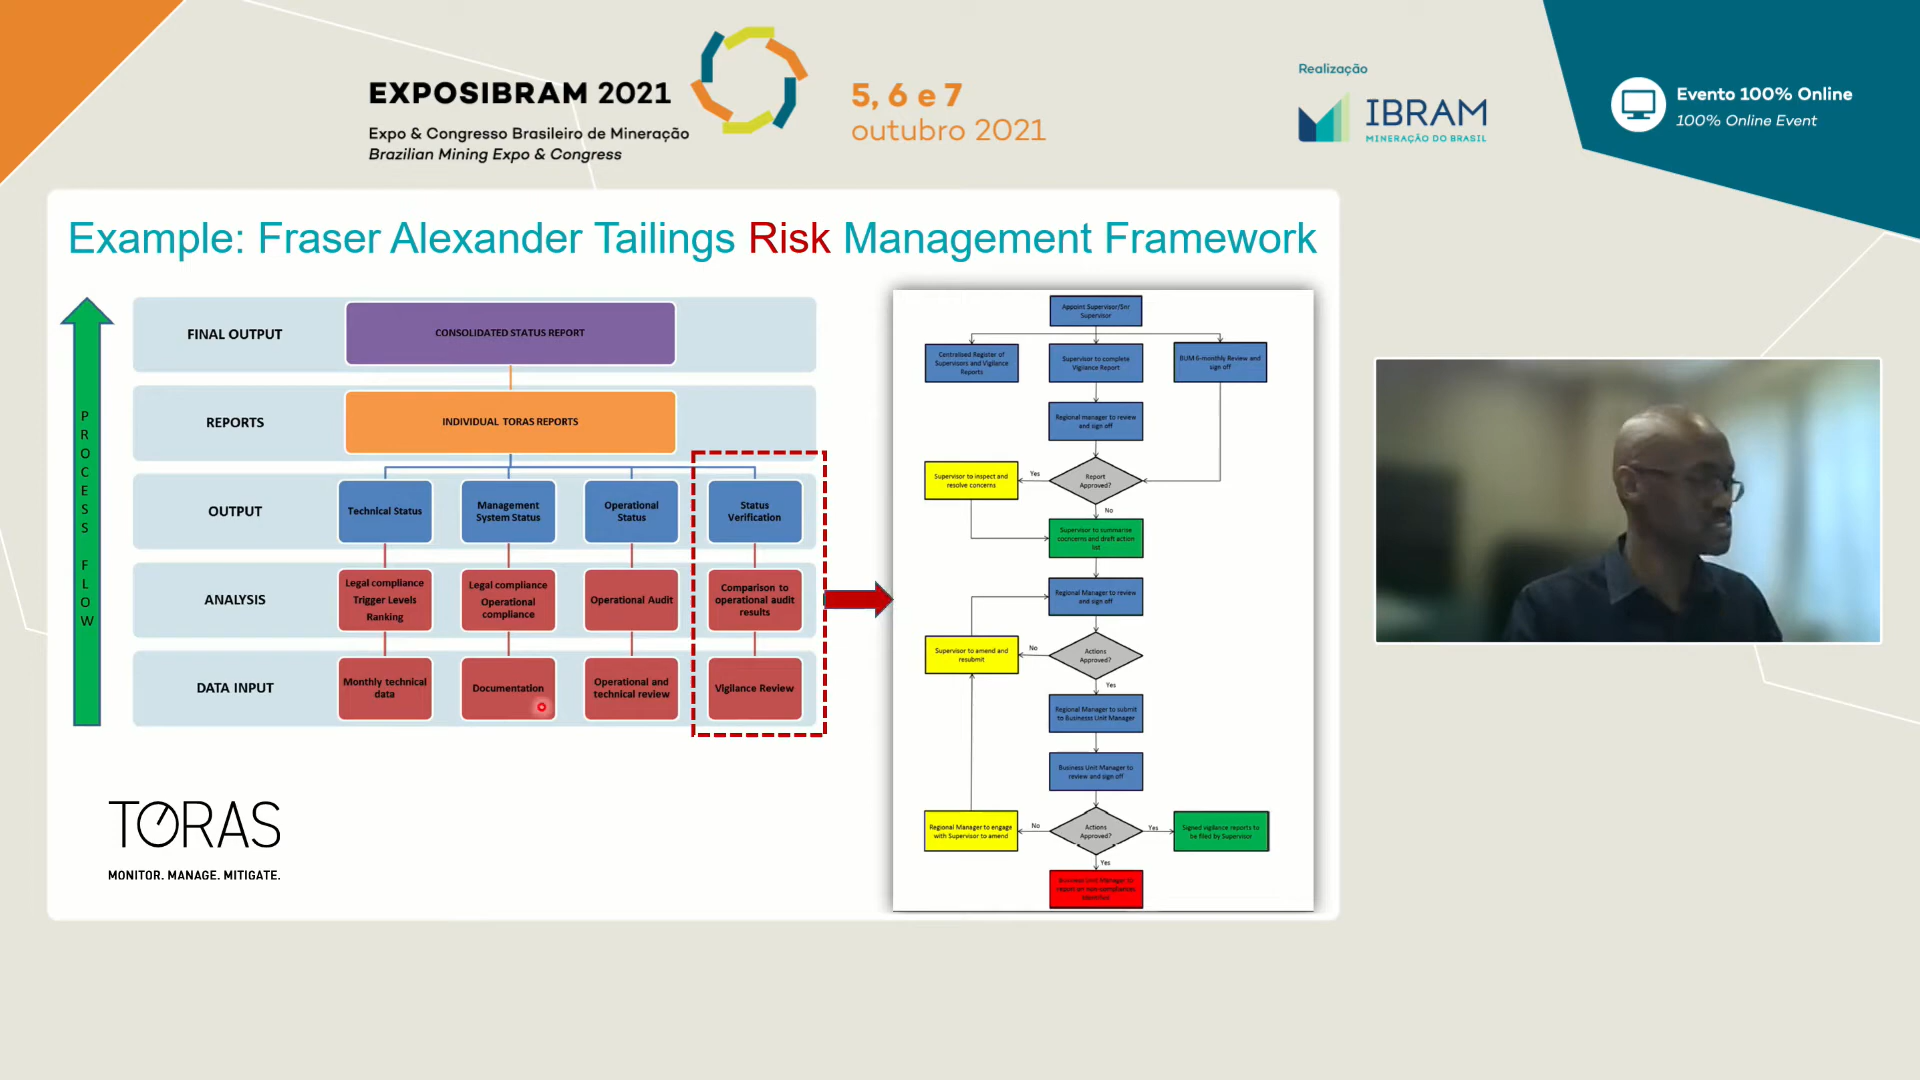 EXPOSIBRAM 2021
Expo & Congresso Brasileiro de Mineração
Brazilian Mining Expo & Congress
5, 6 e 7
outubro 2021
Realização
IBRAM
MINERAÇÃO DO BRASIL
Evento 100% Online
100% Online Event
Example: Fraser Alexander Tailings Risk Management Framework
PROCESS FLOW
FINAL OUTPUT
CONSOLIDATED STATUS REPORT
REPORTS
INDIVIDUAL TORAS REPORTS
OUTPUT
Technical Status
Management
System Status
Operational
Status
Status
Verification
ANALYSIS
Legal compliance
Trigger Levels
Ranking
Legal compliance
Operational
compliance
Operational Audit
Comparison to
operational audit
results
DATA INPUT
Monthly technical
data
Documentation
Operational and
technical review
Vigilance Review
TORAS
MONITOR. MANAGE. MITIGATE.
Appoint Supervisor/Snr
Supervisor
Centralised Register of
Supervisors and Vigilance
Reports
Supervisor to complete
Vigilance Report
BUM 6-monthly Review and
sign off
Regional manager to review
and sign off
Report
Approved?
Yes
Supervisor to inspect and
resolve concerns
No
Supervisor to summarise
concerns and draft action
list
Regional Manager to review
and sign off
Actions
Approved?
No
Supervisor to amend and
resubmit
Yes
Regional Manager to submit
to Business Unit Manager
Business Unit Manager to
review and sign off
Actions
Approved?
No
Regional Manager to engage
with Supervisor to amend
Yes
Signed vigilance reports to
be filed by Supervisor
Yes
Business Unit Manager to
report on non-compliances
identified